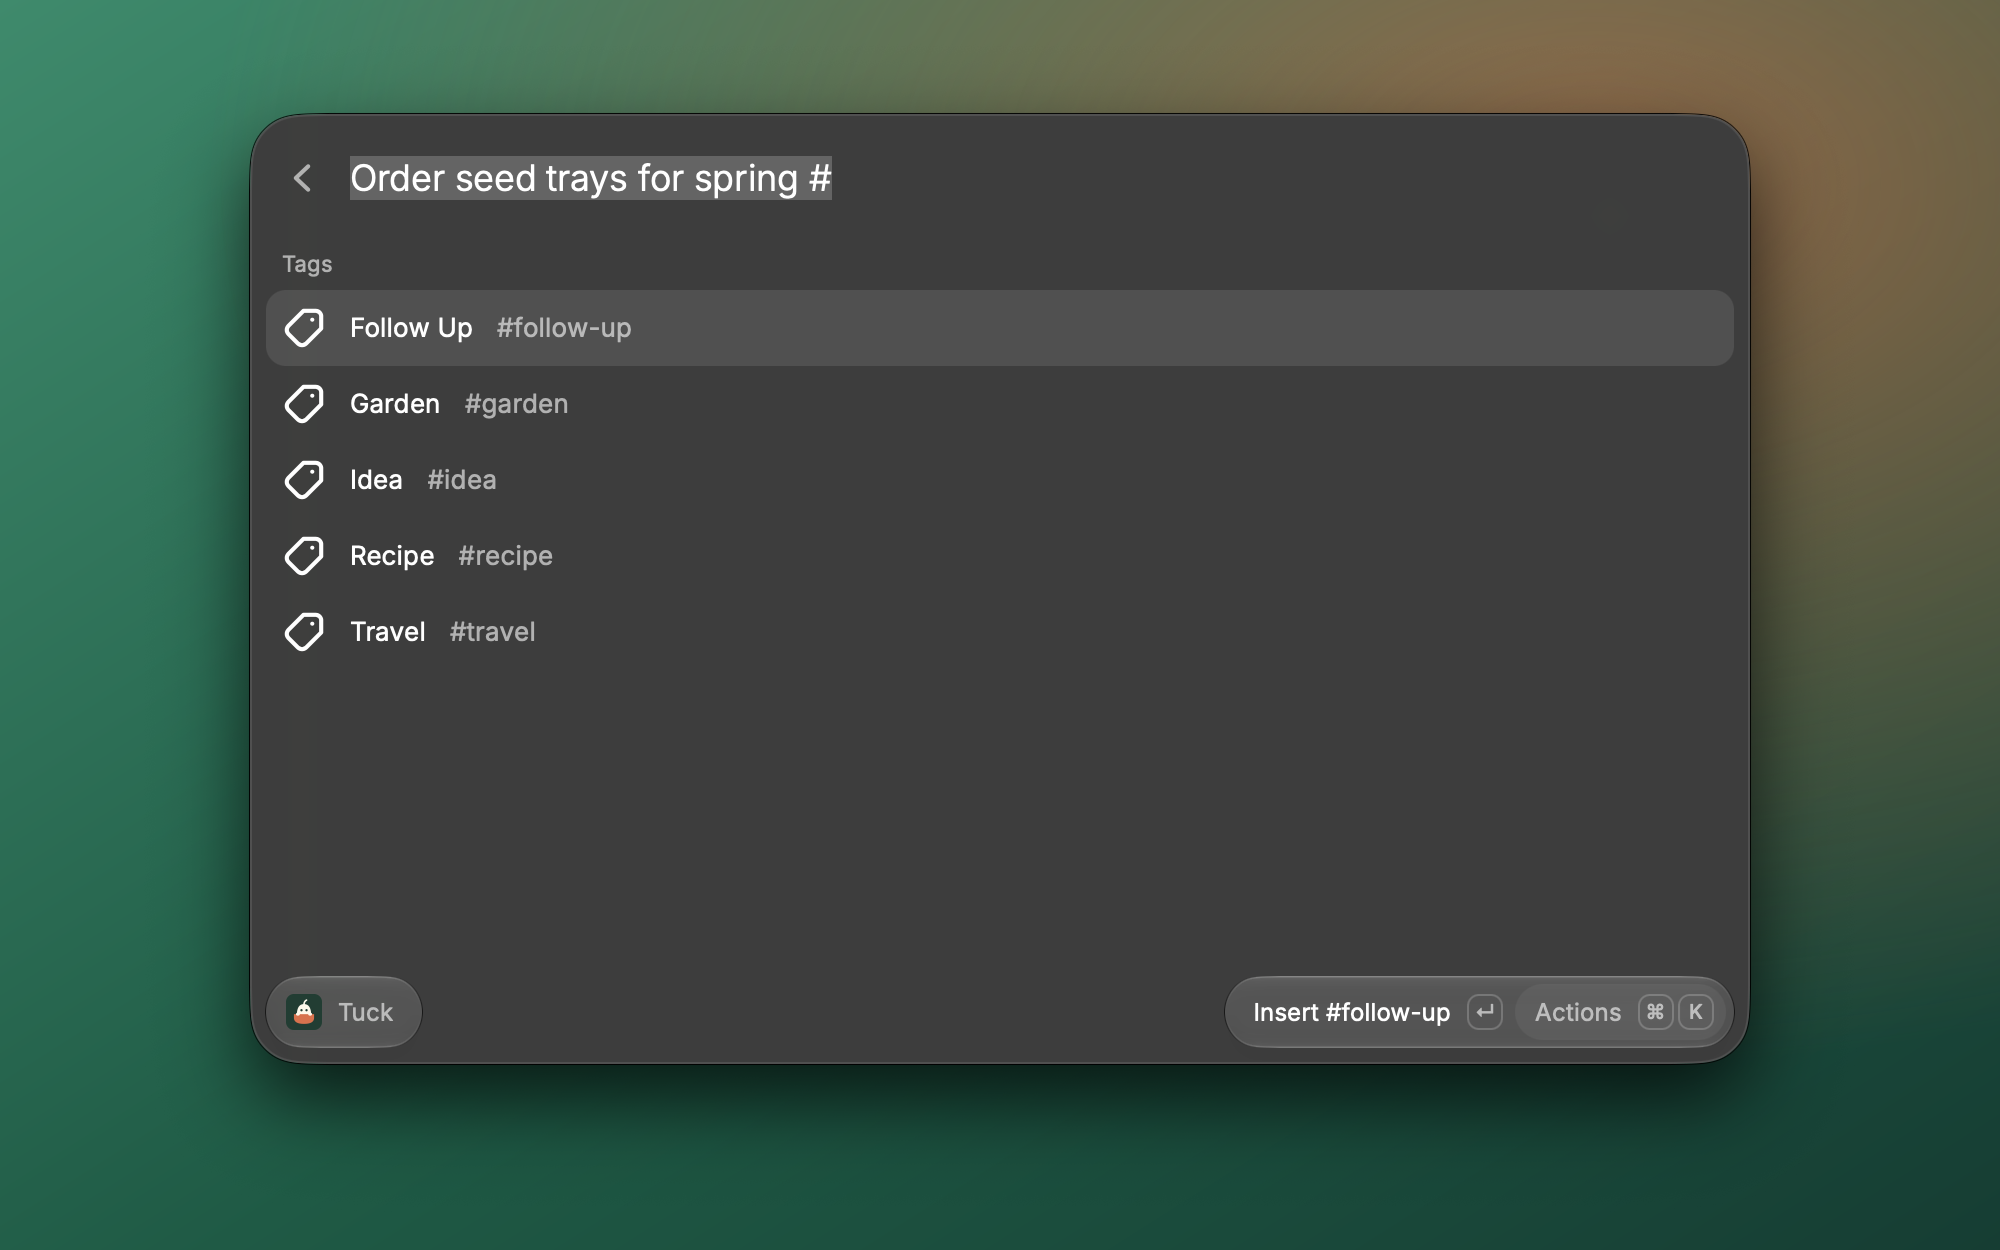 Order seed trays for spring #
Tags
Follow Up #follow-up
Garden #garden
Idea #idea
Recipe #recipe
Travel #travel
Tuck
Insert #follow-up ↵ Actions ⌘ K